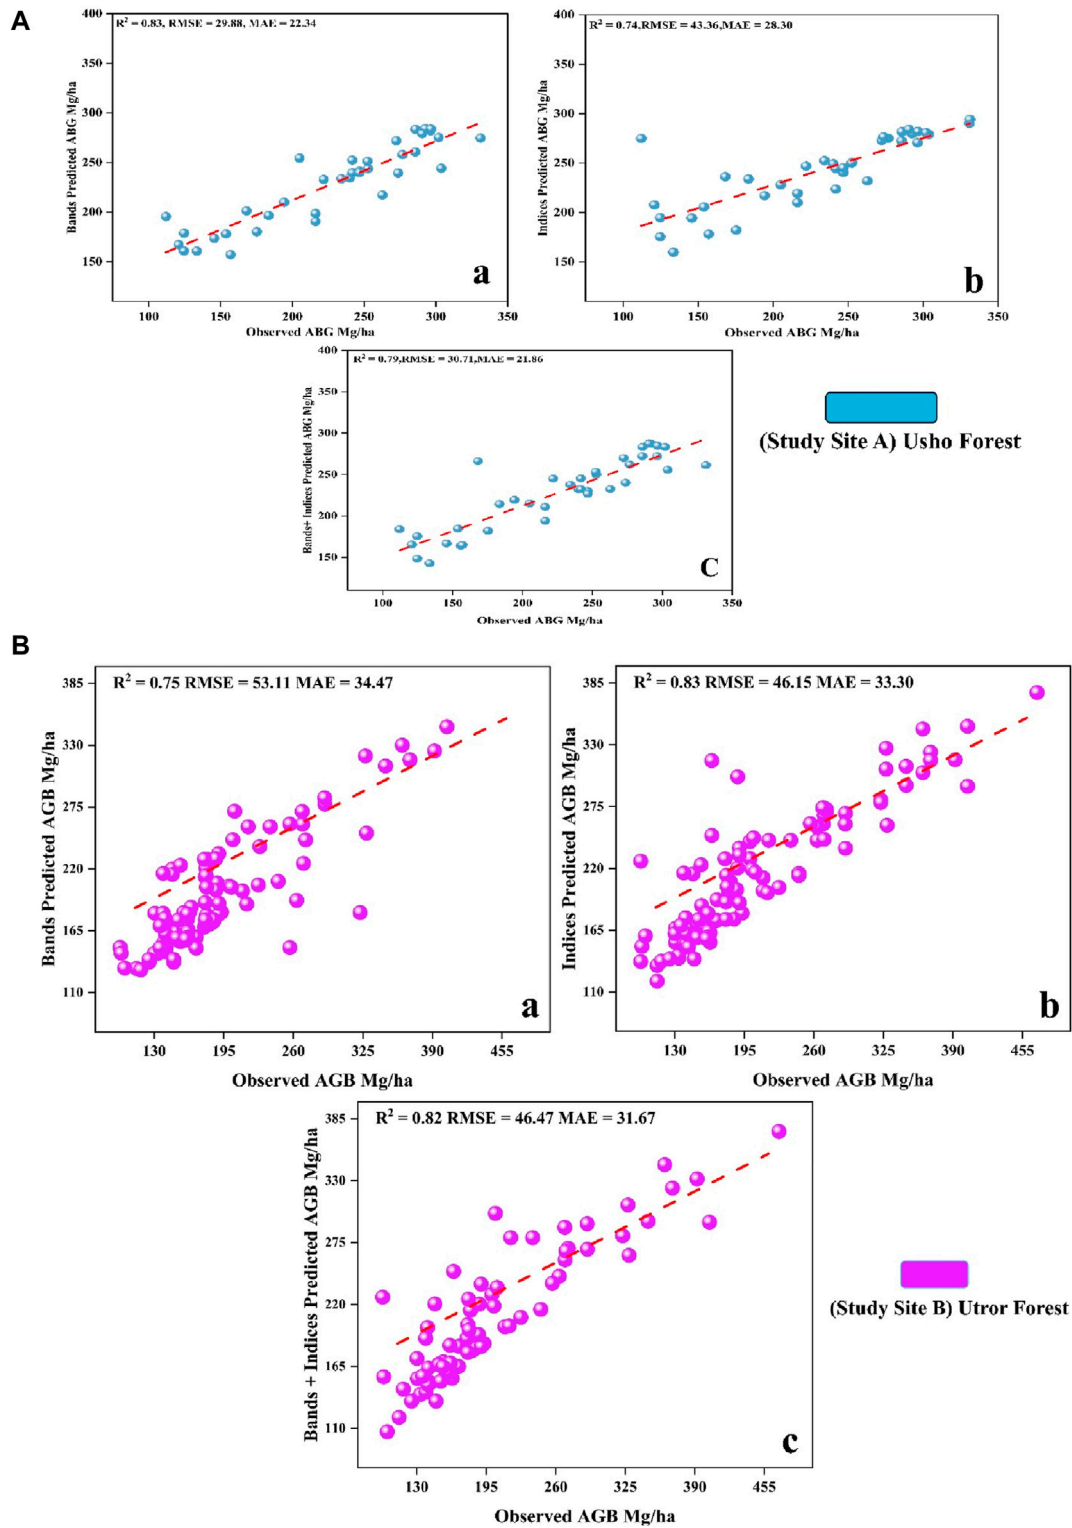 A
R² = 0.83, RMSE = 29.88, MAE = 22.34
Bands Predicted ABG Mg/ha
400
350
300
250
200
150
100 150 200 250 300 350
Observed ABG Mg/ha
a
R² = 0.74,RMSE = 43.36,MAE = 28.30
Indices Predicted ABG Mg/ha
400
350
300
250
200
150
100 150 200 250 300 350
Observed ABG Mg/ha
b
R² = 0.79,RMSE = 30.71,MAE = 21.86
Bands+ Indices Predicted ABG Mg/ha
400
350
300
250
200
150
100 150 200 250 300 350
Observed ABG Mg/ha
C
(Study Site A) Usho Forest
B
R² = 0.75 RMSE = 53.11 MAE = 34.47
Bands Predicted AGB Mg/ha
385
330
275
220
165
110
130 195 260 325 390 455
Observed AGB Mg/ha
a
R² = 0.83 RMSE = 46.15 MAE = 33.30
Indices Predicted AGB Mg/ha
385
330
275
220
165
110
130 195 260 325 390 455
Observed AGB Mg/ha
b
R² = 0.82 RMSE = 46.47 MAE = 31.67
Bands + Indices Predicted AGB Mg/ha
385
330
275
220
165
110
130 195 260 325 390 455
Observed AGB Mg/ha
c
(Study Site B) Utror Forest